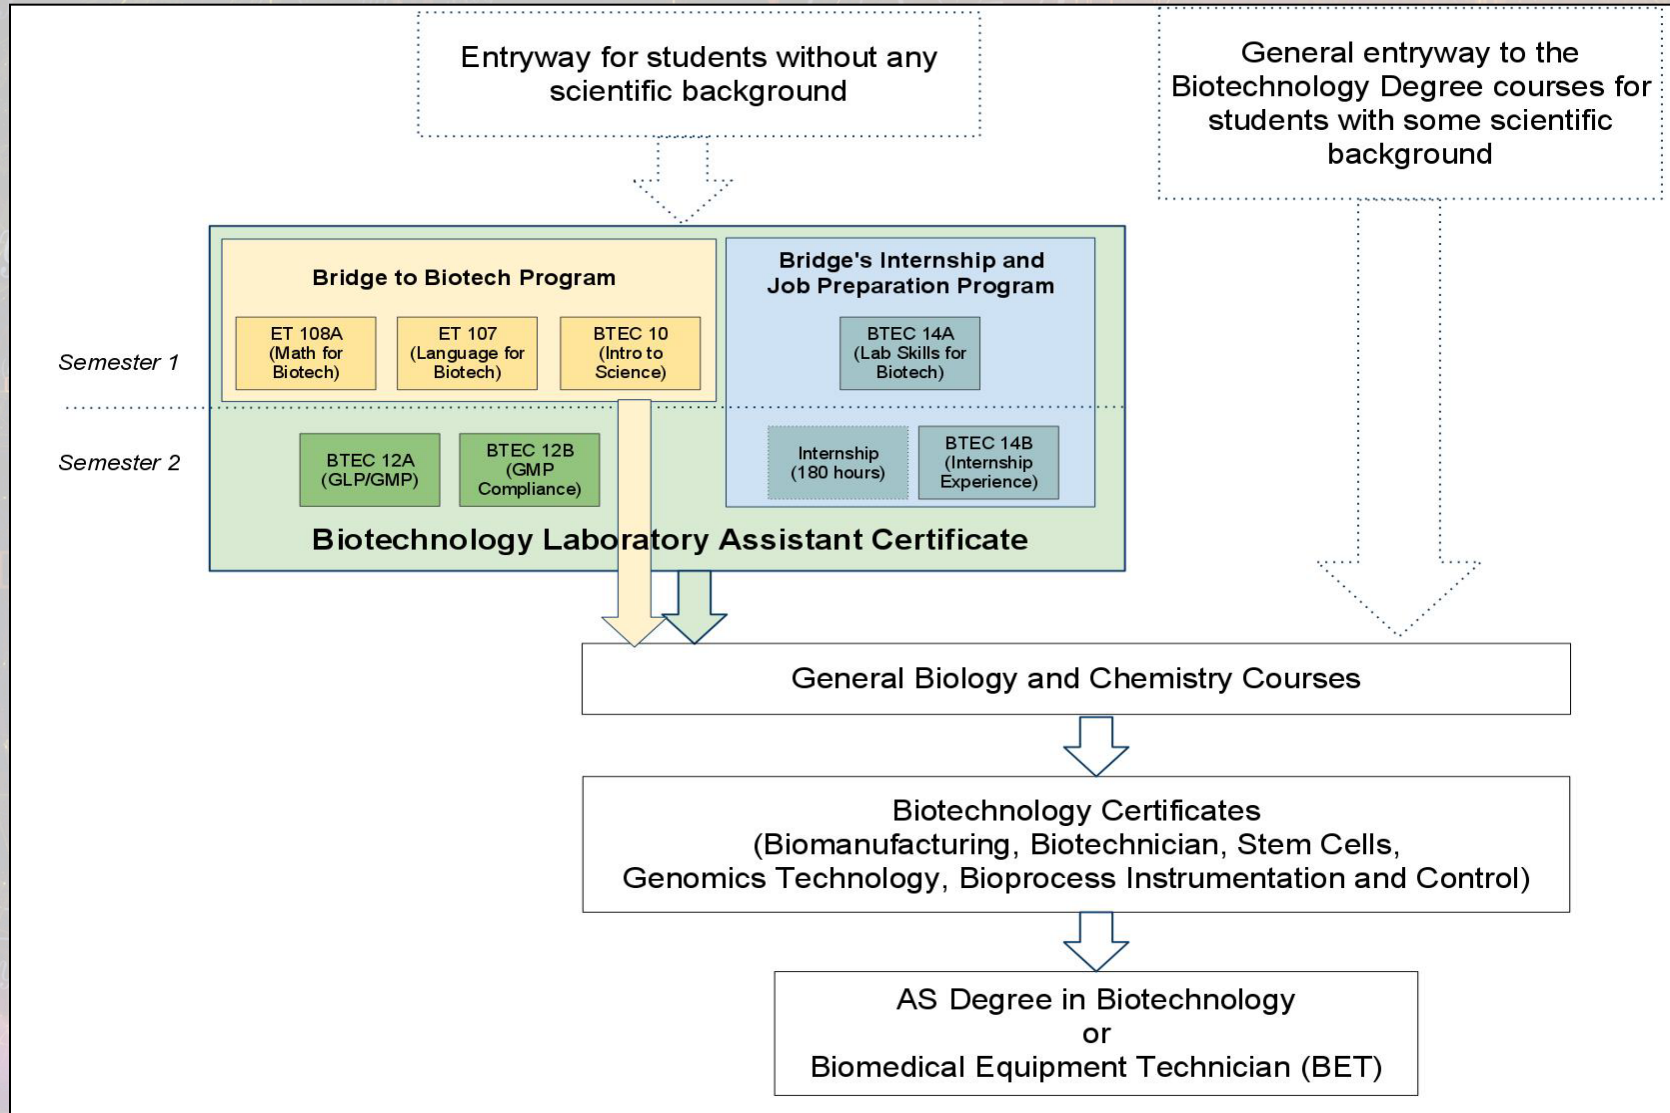 Entryway for students without any
scientific background
General entryway to the
Biotechnology Degree courses for
students with some scientific
background
Bridge to Biotech Program
Bridge's Internship and
Job Preparation Program
Semester 1
ET 108A
(Math for
Biotech)
ET 107
(Language for
Biotech)
BTEC 10
(Intro to
Science)
BTEC 14A
(Lab Skills for
Biotech)
Semester 2
BTEC 12A
(GLP/GMP)
BTEC 12B
(GMP
Compliance)
Internship
(180 hours)
BTEC 14B
(Internship
Experience)
Biotechnology Laboratory Assistant Certificate
General Biology and Chemistry Courses
Biotechnology Certificates
(Biomanufacturing, Biotechnician, Stem Cells,
Genomics Technology, Bioprocess Instrumentation and Control)
AS Degree in Biotechnology
or
Biomedical Equipment Technician (BET)